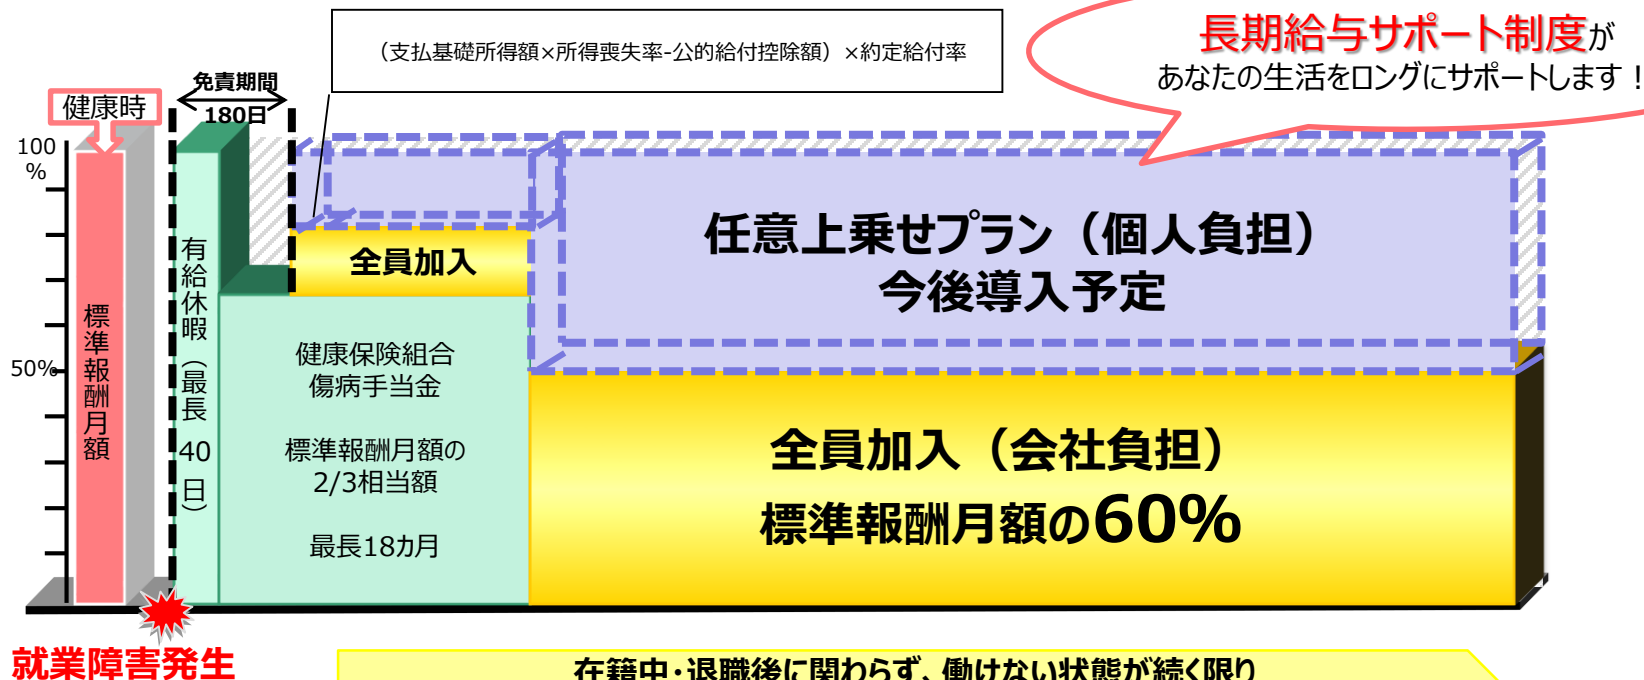 （支払基礎所得額×所得喪失率-公的給付控除額）×約定給付率
長期給与サポート制度が
あなたの生活をロングにサポートします！
免責期間
180日
健康時
100
%
50%
標準報酬月額
有給休暇（最長40日）
全員加入
健康保険組合
傷病手当金
標準報酬月額の
2/3相当額
最長18カ月
任意上乗せプラン（個人負担）
今後導入予定
全員加入（会社負担）
標準報酬月額の60%
就業障害発生
在籍中・退職後に関わらず、働けない状態が続く限り